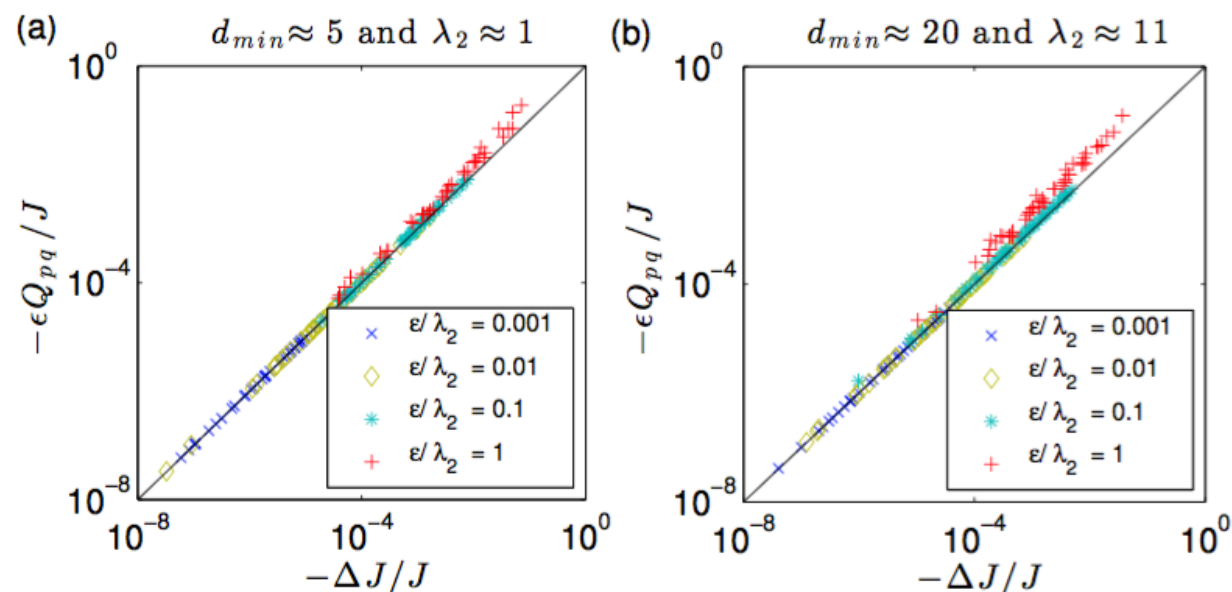 (a)
d_min ≈ 5 and λ_2 ≈ 1
10^0
10^-4
10^-8
-ϵQ_pq/J
ε/λ_2 = 0.001
ε/λ_2 = 0.01
ε/λ_2 = 0.1
ε/λ_2 = 1
10^-8
10^-4
10^0
-ΔJ/J
(b)
d_min ≈ 20 and λ_2 ≈ 11
10^0
10^-4
10^-8
-ϵQ_pq/J
ε/λ_2 = 0.001
ε/λ_2 = 0.01
ε/λ_2 = 0.1
ε/λ_2 = 1
10^-8
10^-4
10^0
-ΔJ/J